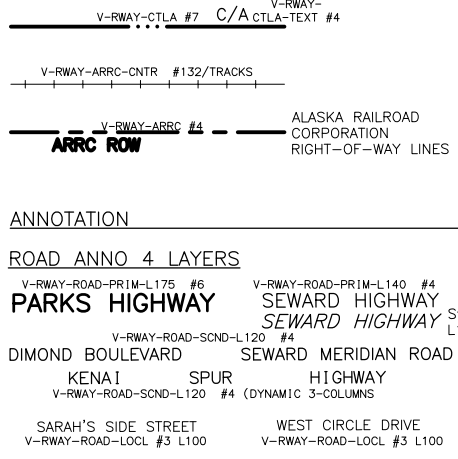 V-RWAY-
V-RWAY-CTLA #7 C/A CTLA-TEXT #4
V-RWAY-ARRC-CNTR #132/TRACKS
V-RWAY-ARRC #4
ARRC ROW
ALASKA RAILROAD
CORPORATION
RIGHT-OF-WAY LINES
ANNOTATION
ROAD ANNO 4 LAYERS
V-RWAY-ROAD-PRIM-L175 #6
PARKS HIGHWAY
V-RWAY-ROAD-PRIM-L140 #4
SEWARD HIGHWAY
SEWARD HIGHWAY
V-RWAY-ROAD-SCND-L120 #4
DIMOND BOULEVARD SEWARD MERIDIAN ROAD
KENAI SPUR HIGHWAY
V-RWAY-ROAD-SCND-L120 #4 (DYNAMIC 3-COLUMNS
SARAH'S SIDE STREET
V-RWAY-ROAD-LOCL #3 L100
WEST CIRCLE DRIVE
V-RWAY-ROAD-LOCL #3 L100